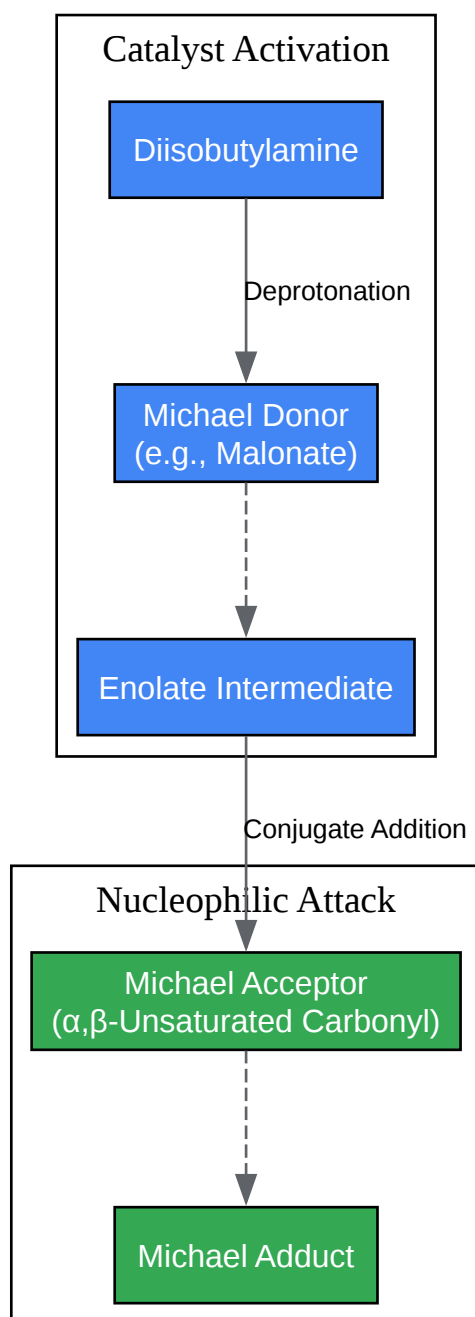 Catalyst Activation
Diisobutylamine
Deprotonation
Michael Donor
(e.g., Malonate)
Enolate Intermediate
Conjugate Addition
Nucleophilic Attack
Michael Acceptor
(α,β-Unsaturated Carbonyl)
Michael Adduct